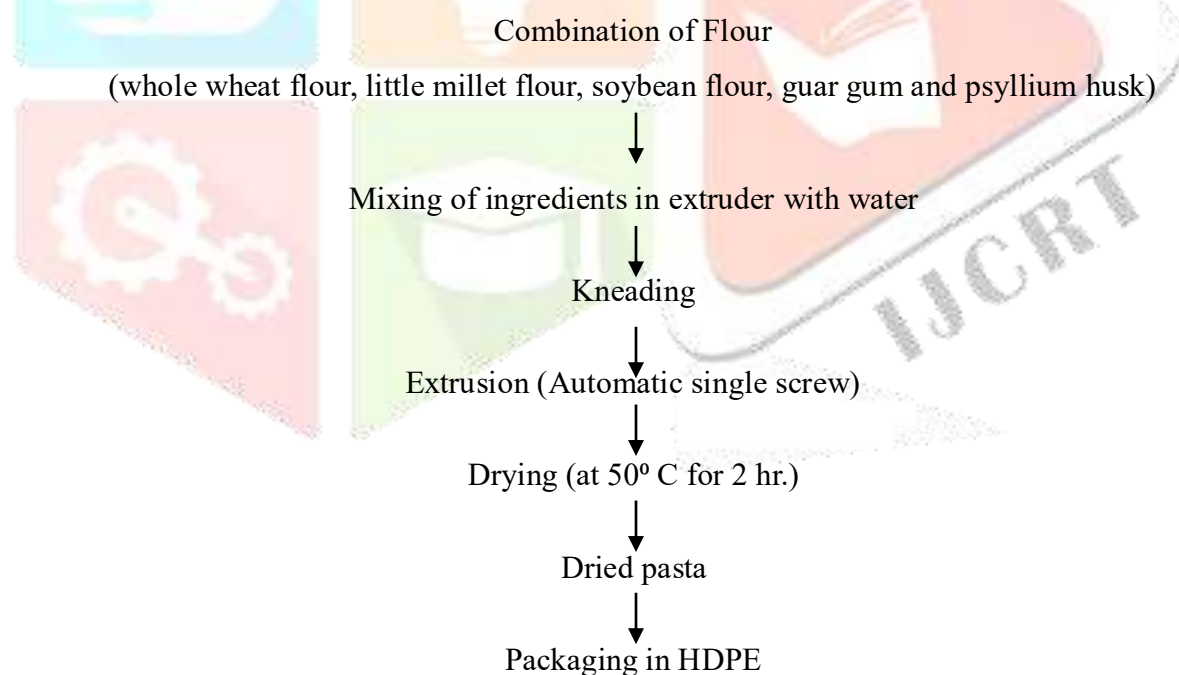 Combination of Flour
(whole wheat flour, little millet flour, soybean flour, guar gum and psyllium husk)
Mixing of ingredients in extruder with water
IJCRT
Kneading
Extrusion (Automatic single screw)
Drying (at 50⁰ C for 2 hr.)
Dried pasta
Packaging in HDPE